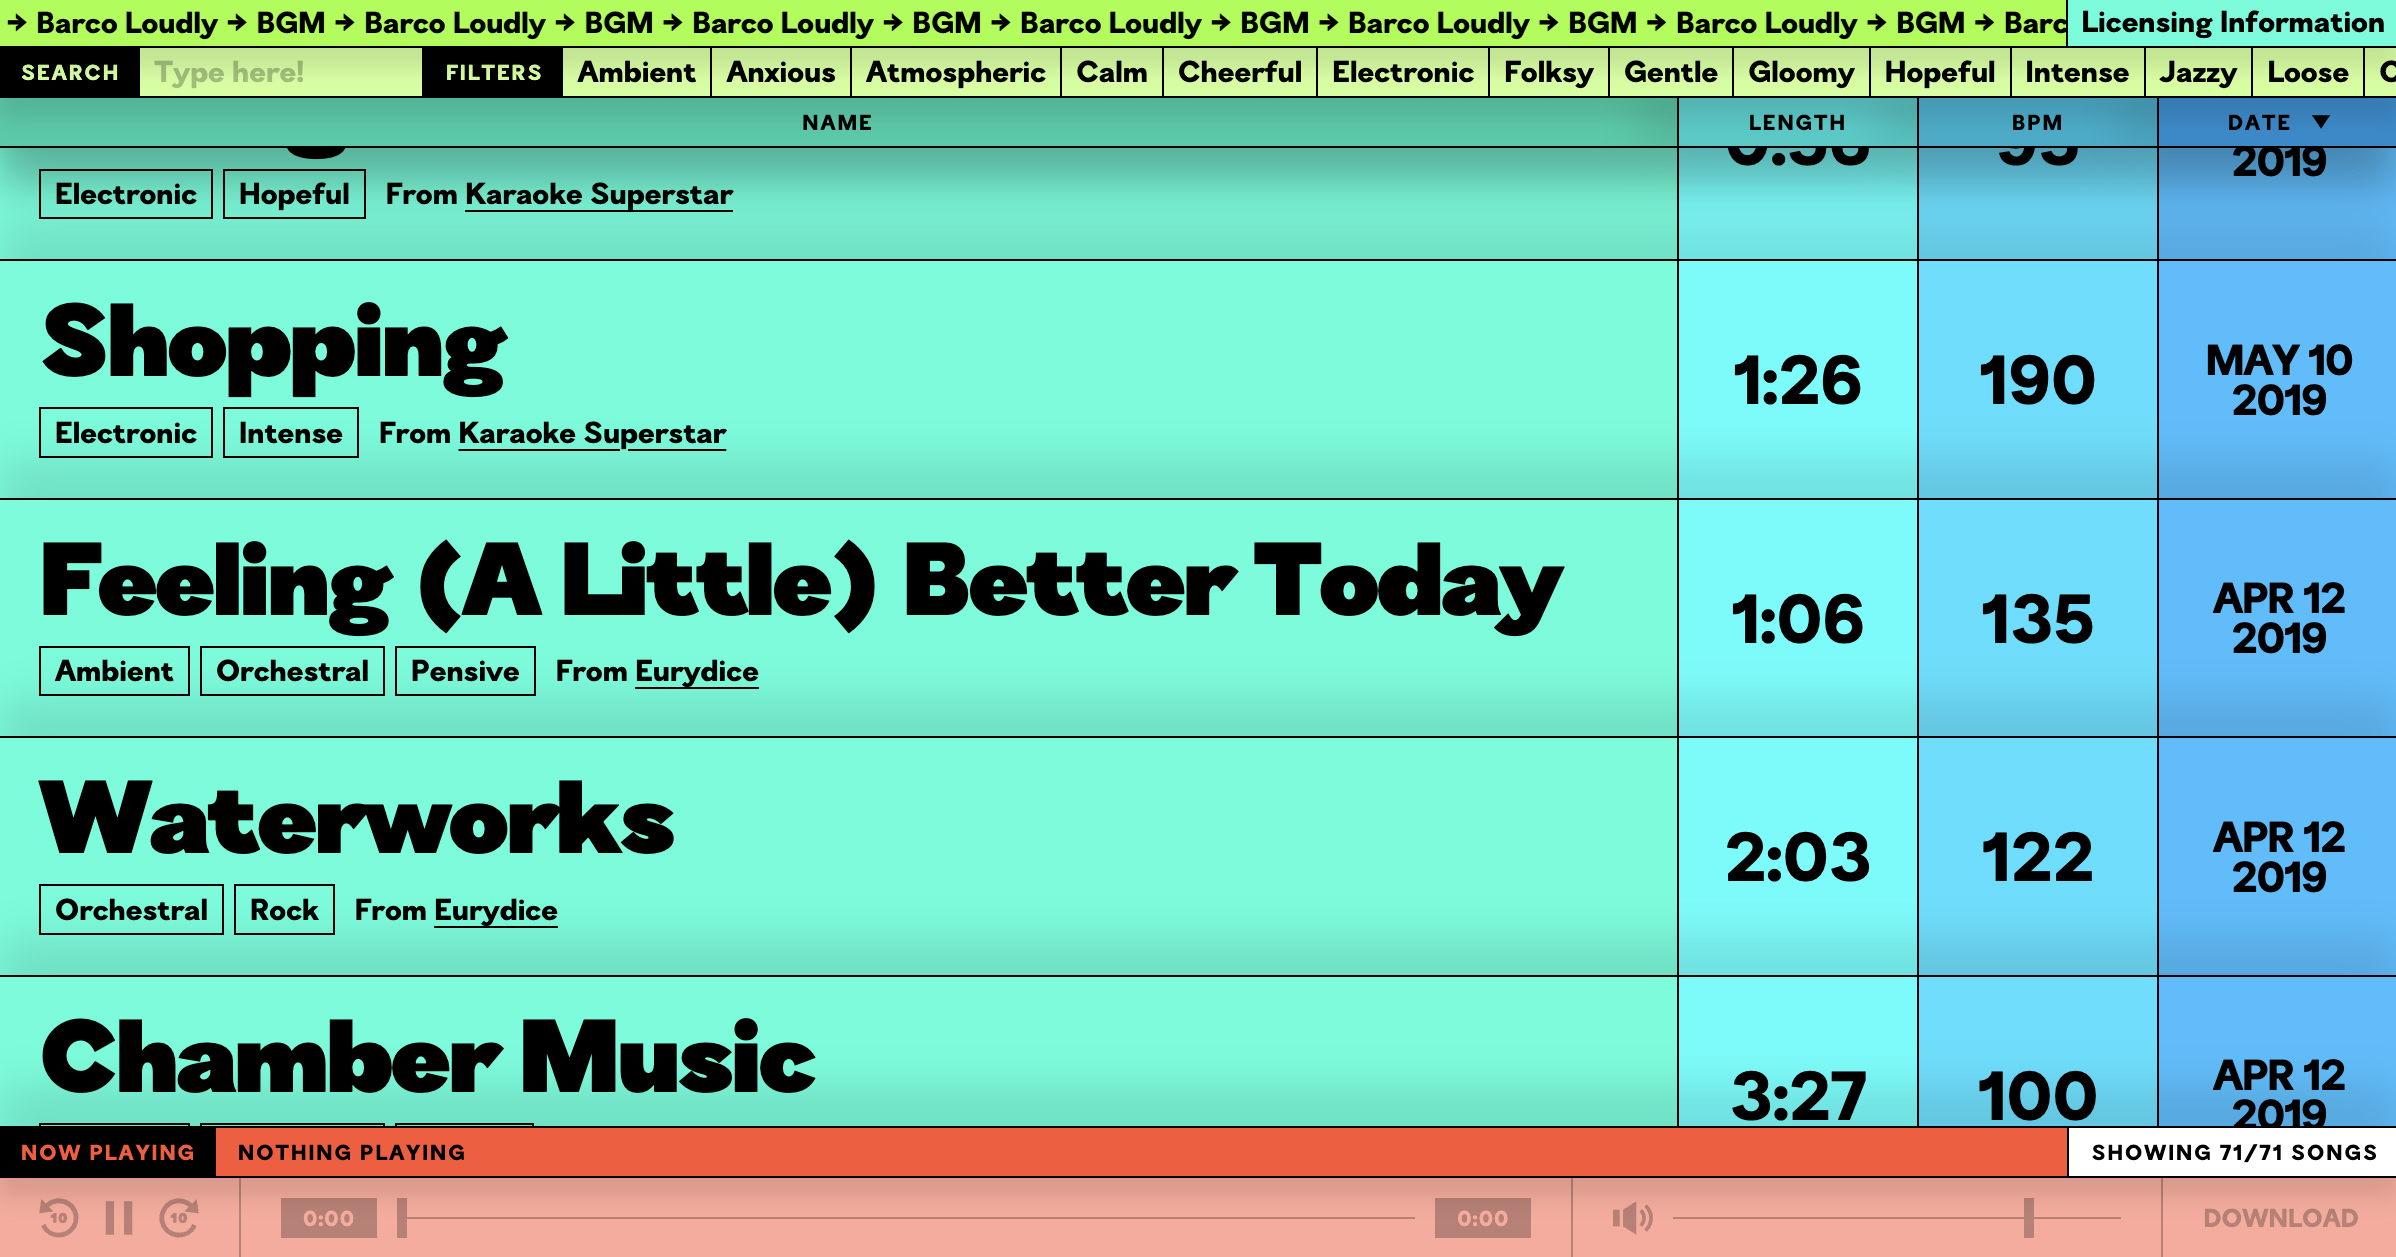 → Barco Loudly → BGM → Barco Loudly → BGM → Barco Loudly → BGM → Barco Loudly → BGM → Barco Loudly → BGM → Barco Loudly → BGM → Barc
Licensing Information
SEARCH Type here! FILTERS Ambient Anxious Atmospheric Calm Cheerful Electronic Folksy Gentle Gloomy Hopeful Intense Jazzy Loose
NAME LENGTH BPM DATE ▼
2019
Electronic Hopeful From Karaoke Superstar
Shopping
Electronic Intense From Karaoke Superstar
1:26
190
MAY 10
2019
Feeling (A Little) Better Today
Ambient Orchestral Pensive From Eurydice
1:06
135
APR 12
2019
Waterworks
Orchestral Rock From Eurydice
2:03
122
APR 12
2019
Chamber Music
3:27
100
APR 12
2019
NOW PLAYING NOTHING PLAYING SHOWING 71/71 SONGS
10 10 0:00 0:00 DOWNLOAD